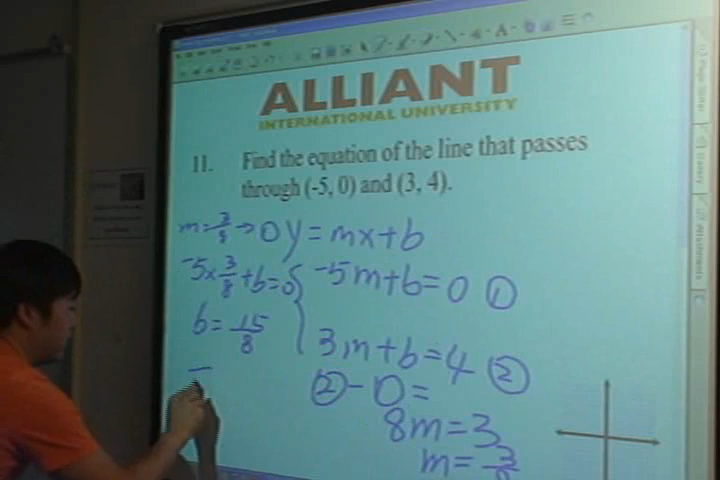 ALLIANT
INTERNATIONAL UNIVERSITY
11. Find the equation of the line that passes
through (-5, 0) and (3, 4).
m=3/8→0 y=mx+b
-5×3/8+b=0 { -5m+b=0 ①
b=15/8
3m+b=4 ②
②-0=
8m=3
m=3/8